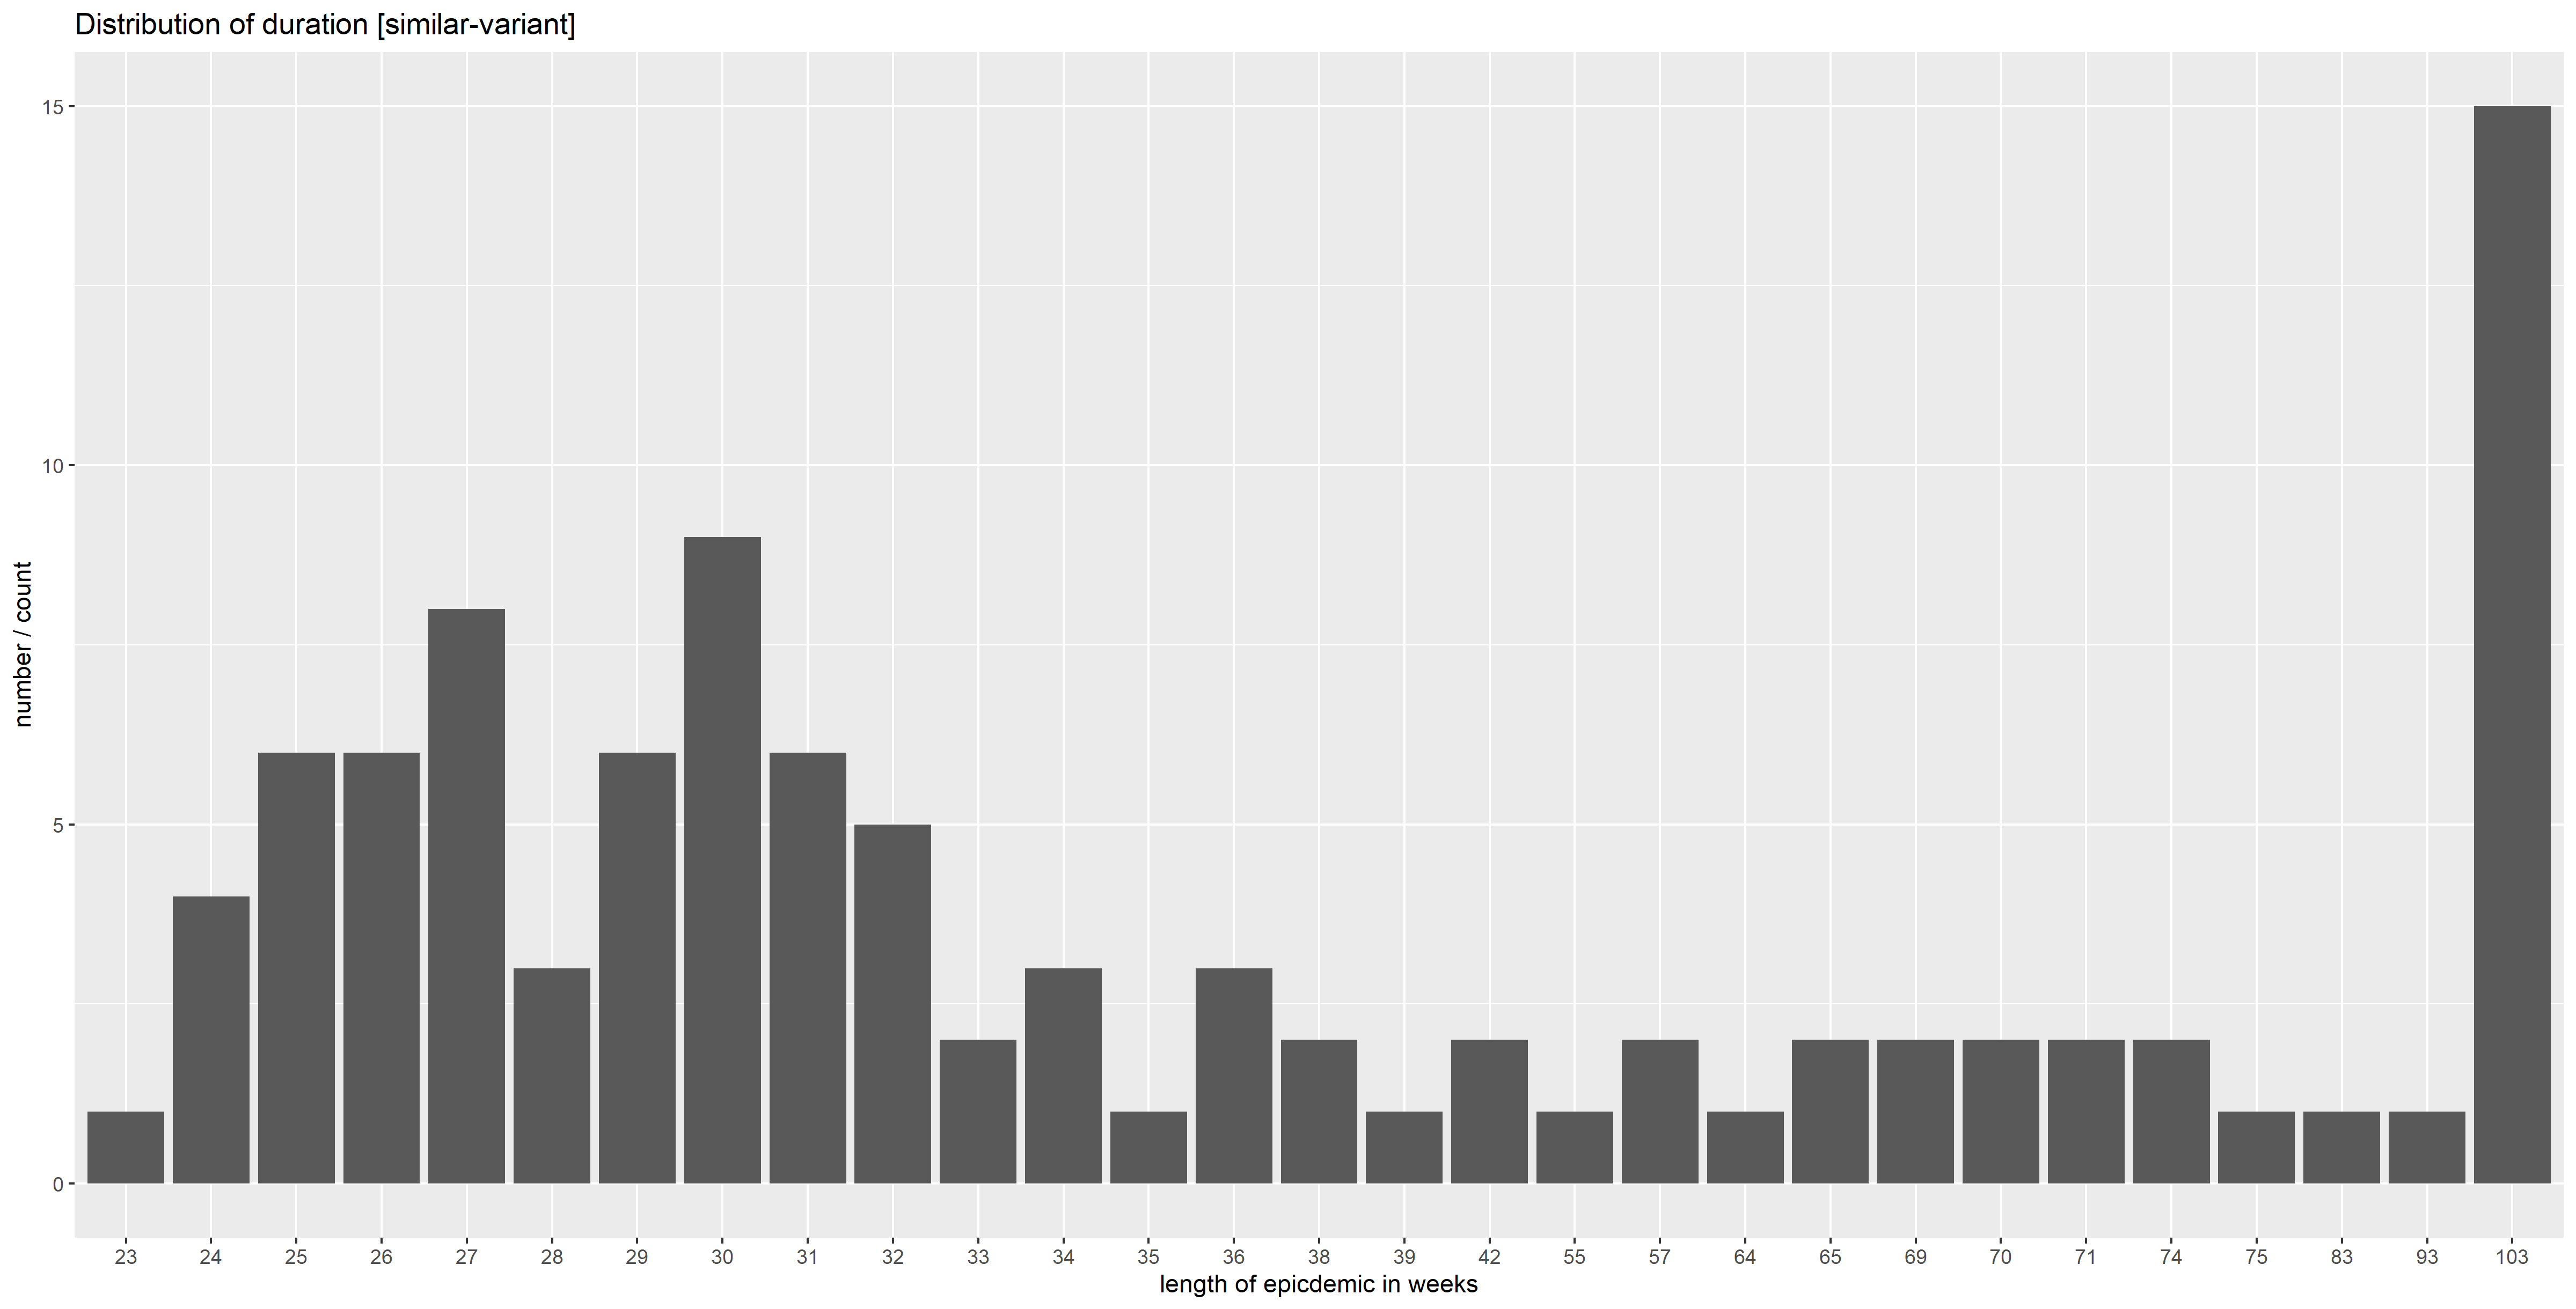 Distribution of duration [similar-variant]
15
10
5
0
number / count
23 24 25 26 27 28 29 30 31 32 33 34 35 36 38 39 42 55 57 64 65 69 70 71 74 75 83 93 103
length of epicdemic in weeks